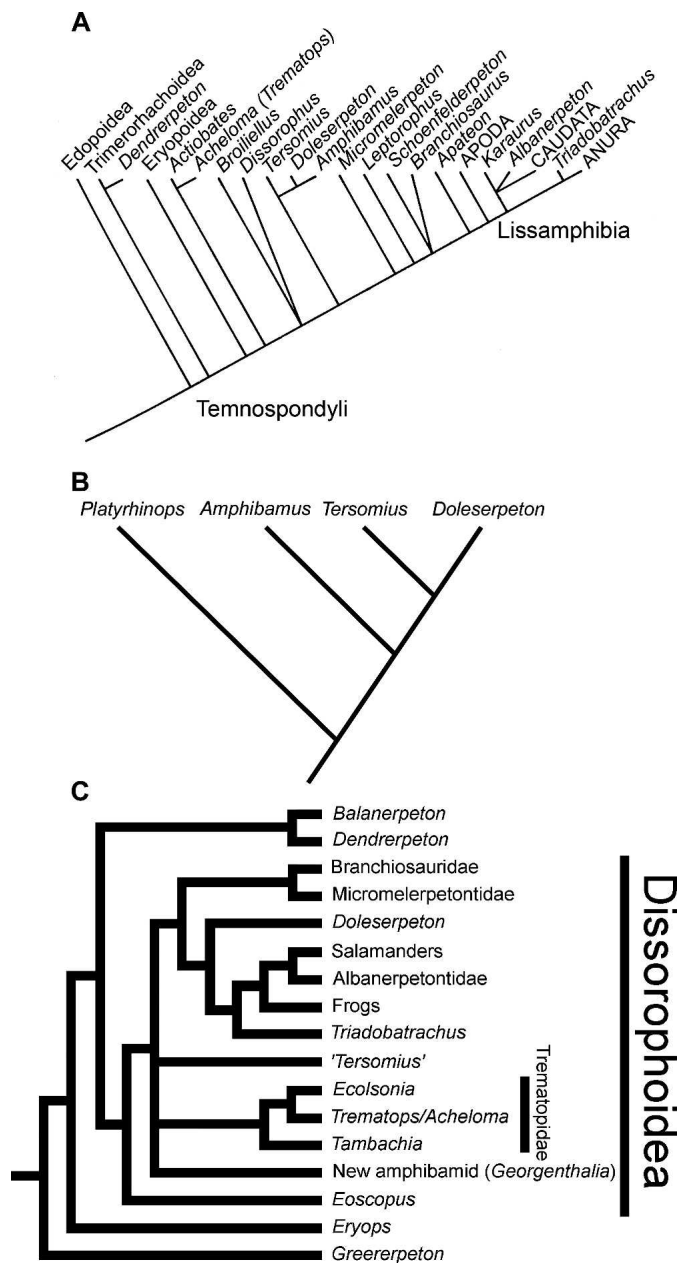 A
Edopoidea
Trimerorhachoidea
Dendrerpeton
Eryopoidea
Actiobates
Acheloma (Trematops)
Broiliellus
Dissorophus
Tersomius
Doleserpeton
Amphibamus
Micromelerpeton
Leptorophus
Schoenfelderpeton
Branchiosaurus
Apateon
APODA
Karaurus
Albanerpeton
CAUDATA
Triadobatrachus
ANURA
Lissamphibia
Temnospondyli
B
Platyrhinops Amphibamus Tersomius Doleserpeton
C
Balanerpeton
Dendrerpeton
Branchiosauridae
Micromelerpetontidae
Doleserpeton
Salamanders
Albanerpetontidae
Frogs
Triadobatrachus
'Tersomius'
Ecolsonia
Trematops/Acheloma
Tambachia
New amphibamid (Georgenthalia)
Eoscopus
Eryops
Greererpeton
Trematopidae
Dissorophoidea